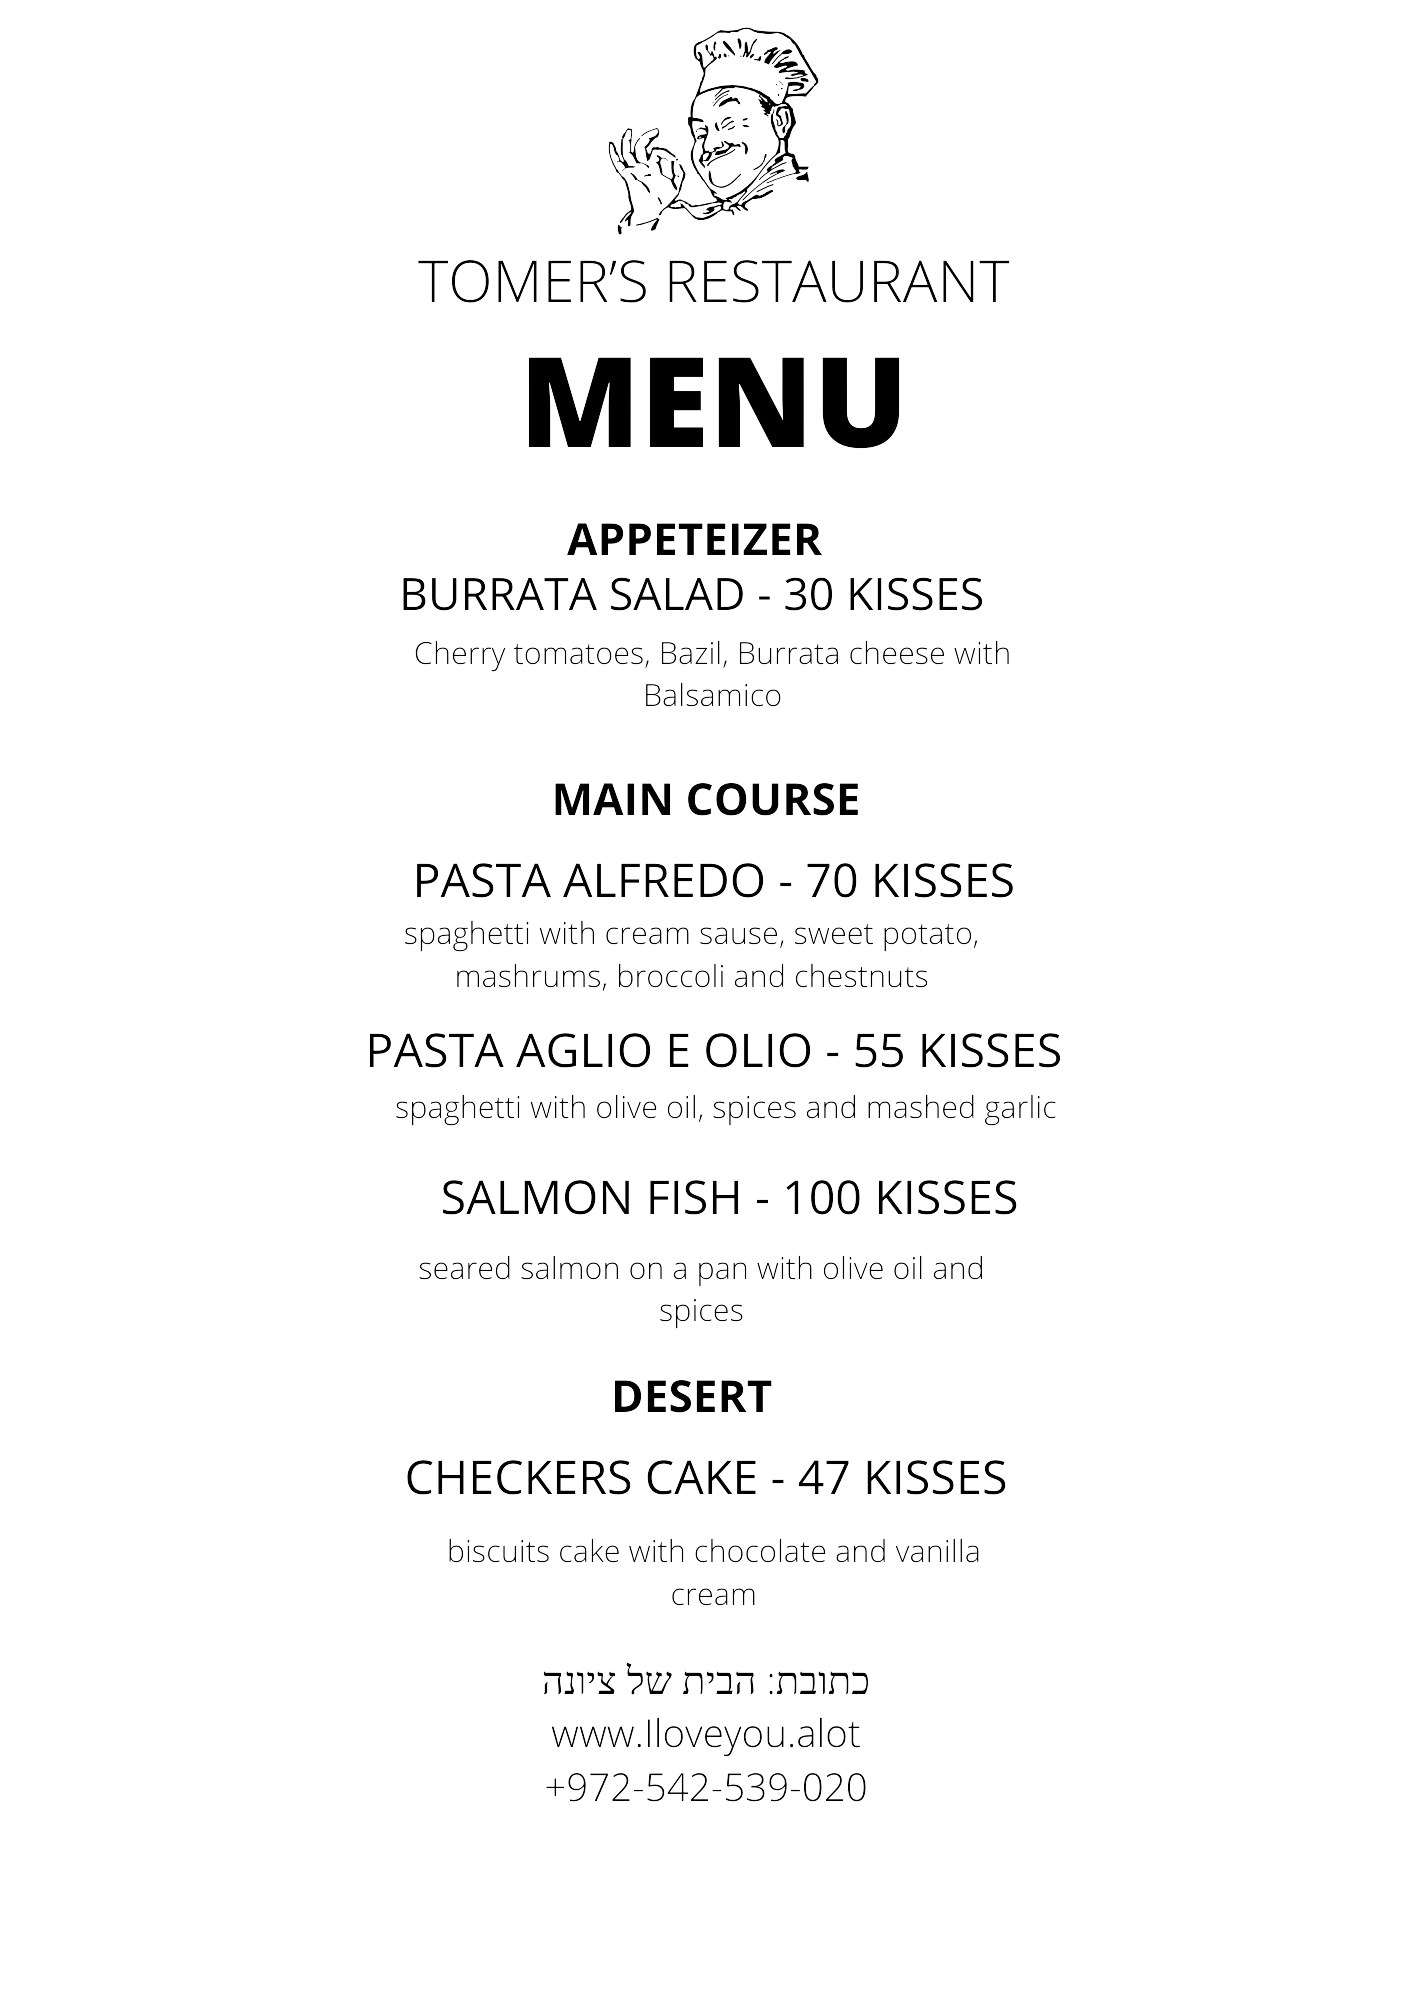 TOMER’S RESTAURANT
MENU
APPETEIZER
BURRATA SALAD - 30 KISSES
Cherry tomatoes, Bazil, Burrata cheese with
Balsamico
MAIN COURSE
PASTA ALFREDO - 70 KISSES
spaghetti with cream sause, sweet potato,
mashrums, broccoli and chestnuts
PASTA AGLIO E OLIO - 55 KISSES
spaghetti with olive oil, spices and mashed garlic
SALMON FISH - 100 KISSES
seared salmon on a pan with olive oil and
spices
DESERT
CHECKERS CAKE - 47 KISSES
biscuits cake with chocolate and vanilla
cream
כתובת: הבית של ציונה
www.Iloveyou.alot
+972-542-539-020